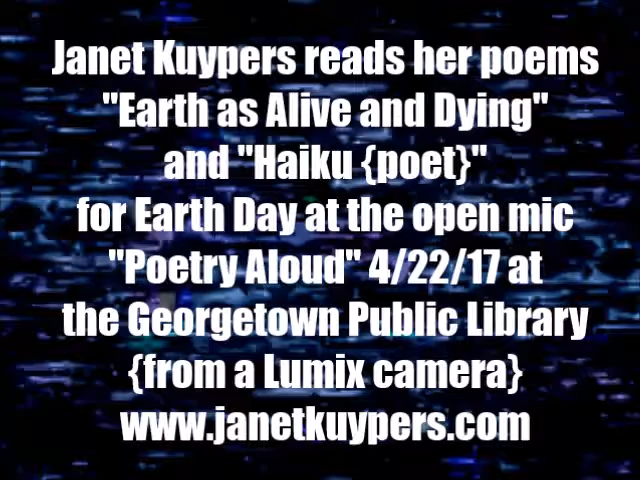 Janet Kuypers reads her poems
"Earth as Alive and Dying"
and "Haiku {poet}"
for Earth Day at the open mic
"Poetry Aloud" 4/22/17 at
the Georgetown Public Library
{from a Lumix camera}
www.janetkuypers.com